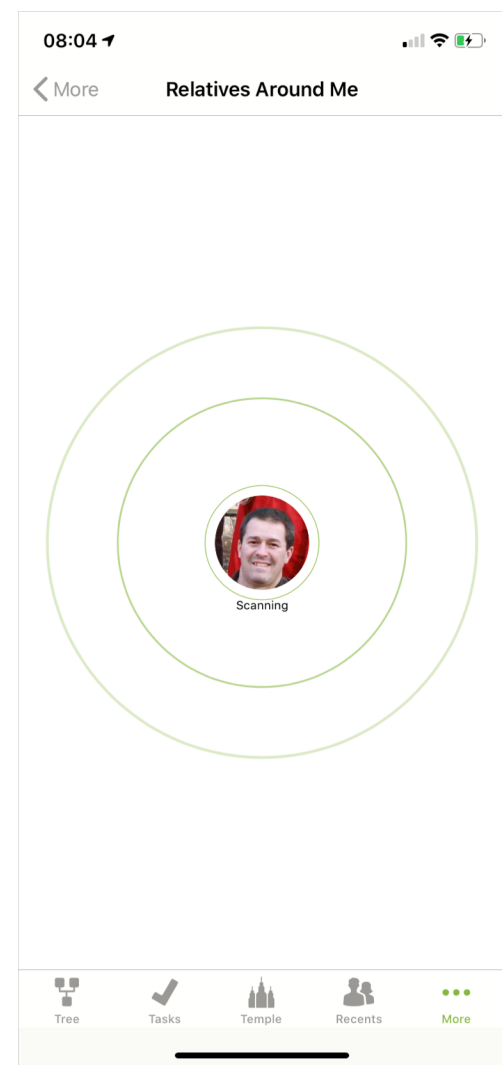 08:04
More
Relatives Around Me
Scanning
Tree
Tasks
Temple
Recents
More